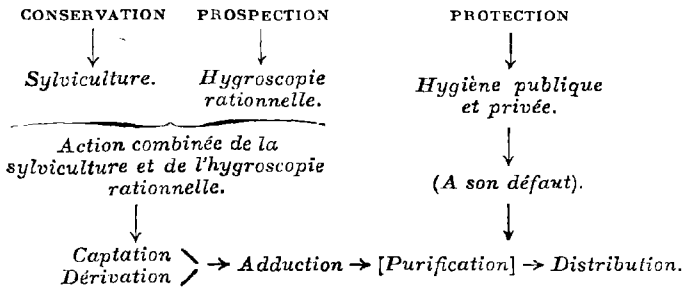 CONSERVATION PROSPECTION PROTECTION
Sylviculture. Hygroscopie
rationnelle.
Hygiène publique
et privée.
Action combinée de la
sylviculture et de l'hygroscopie
rationnelle.
(A son défaut).
Captation
Dérivation
→ Adduction → [Purification] → Distribution.